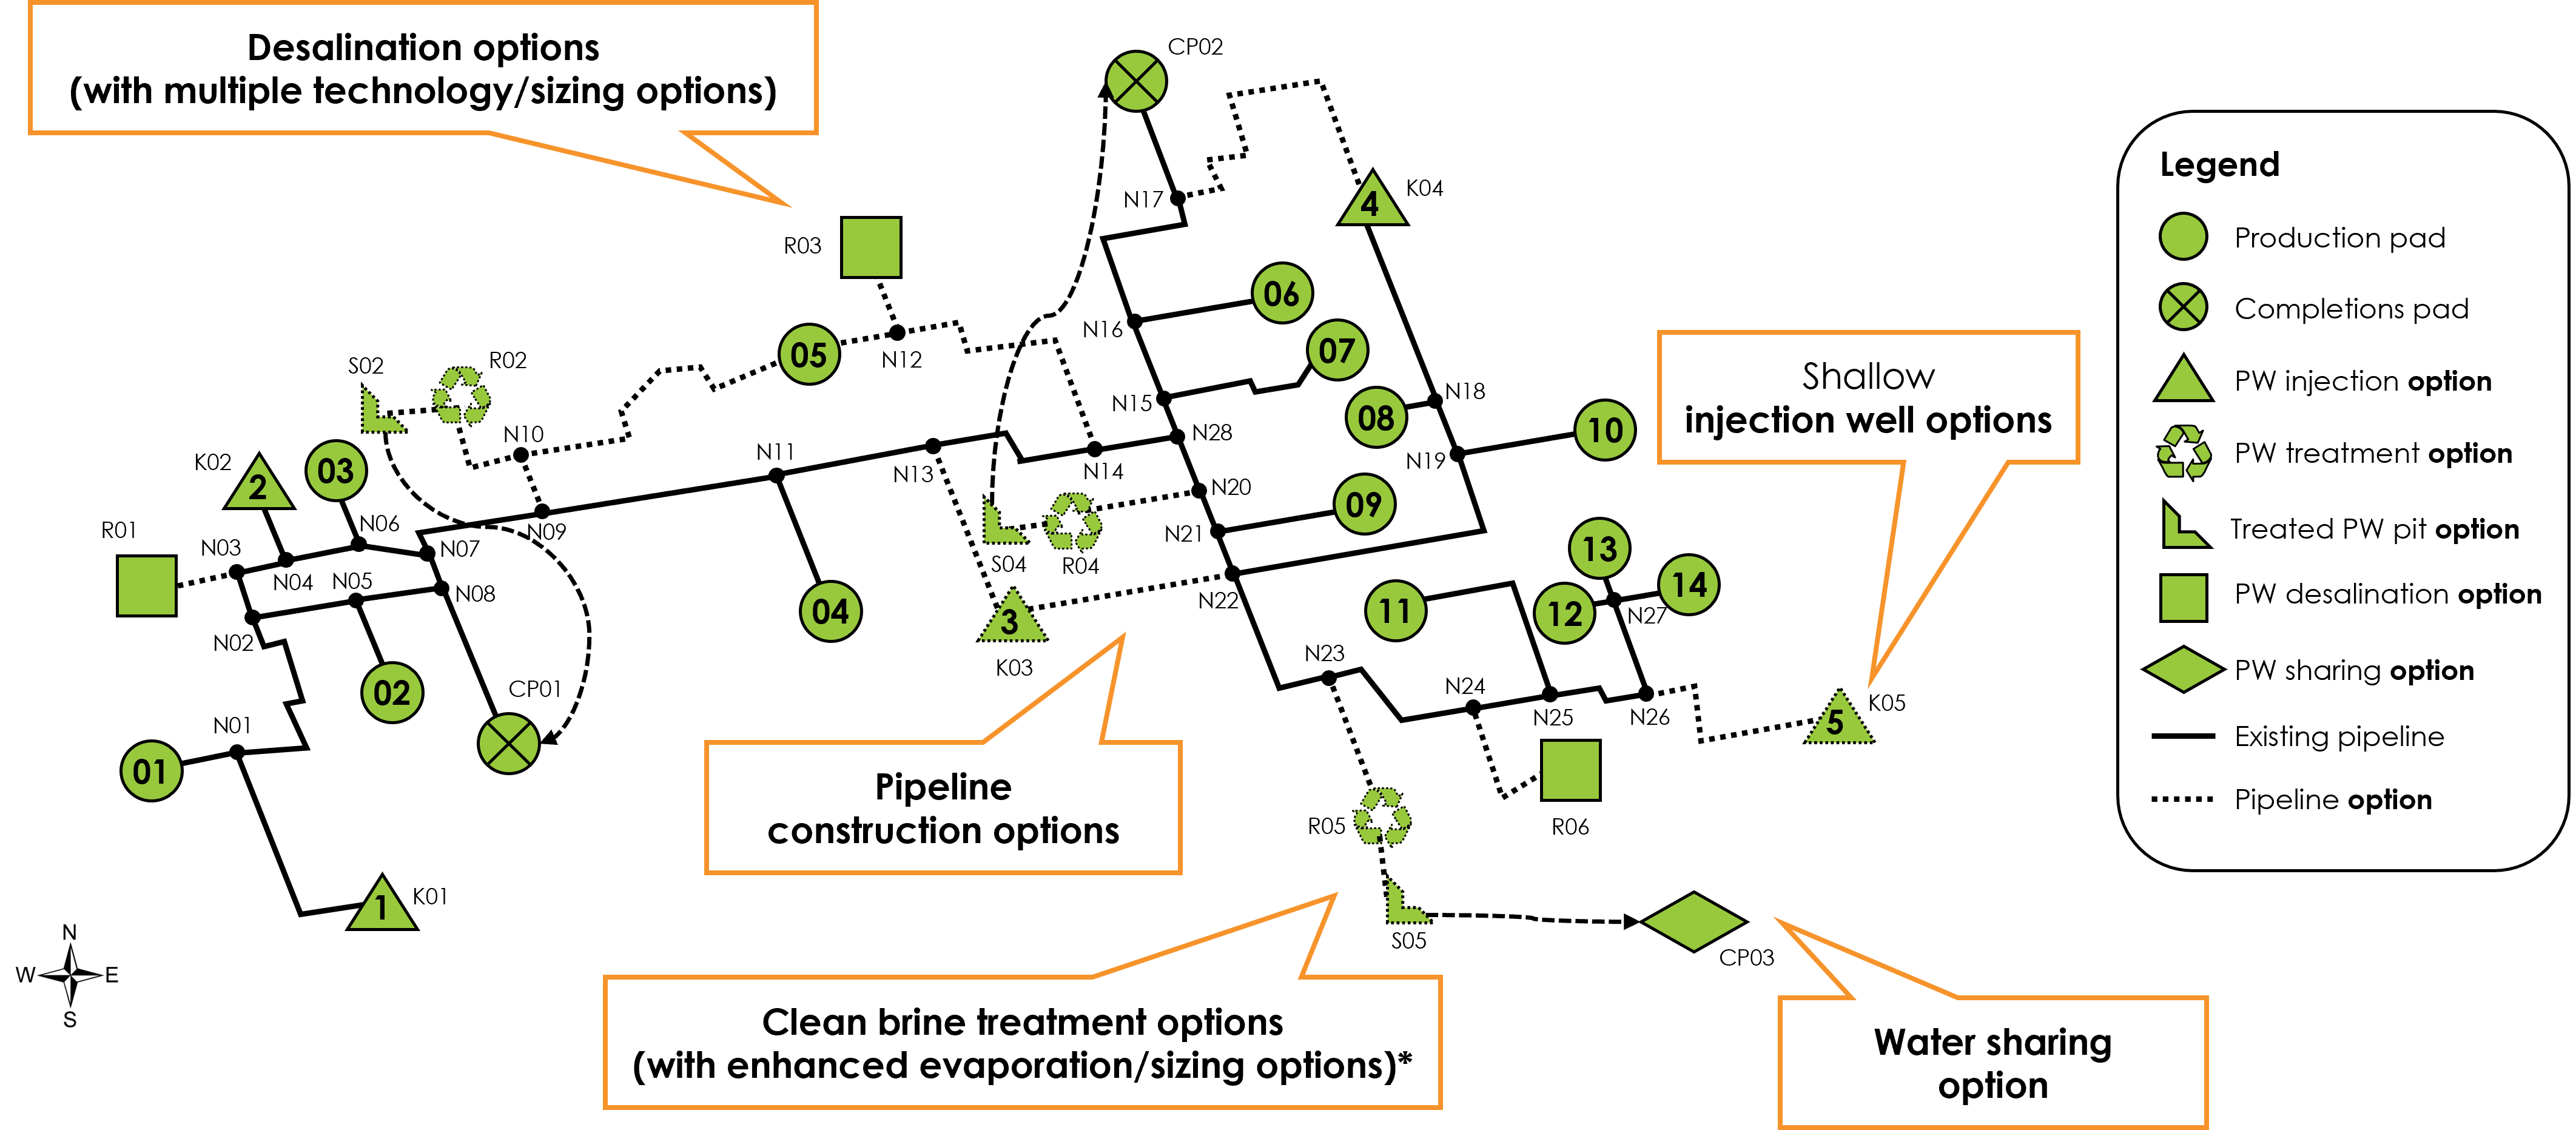 Desalination options
(with multiple technology/sizing options)
CP02
Legend
N17
4
K04
Production pad
R03
06
Completions pad
N16
07
05
N12
S02
R02
Shallow
injection well options
PW injection option
N15
08
N18
10
N10
N28
PW treatment option
K02
2
03
N11
N13
N14
N19
N20
09
S04
R04
Treated PW pit option
R01
N03
N06
N07
N09
N21
13
N04
N05
N08
14
PW desalination option
04
3
N22
11
12
N27
N02
K03
N23
PW sharing option
02
CP01
N24
N25
N26
5
K05
N01
Existing pipeline
01
Pipeline
construction options
Pipeline option
R05
R06
1
K01
S05
CP03
N
W
E
S
Clean brine treatment options
(with enhanced evaporation/sizing options)*
Water sharing
option